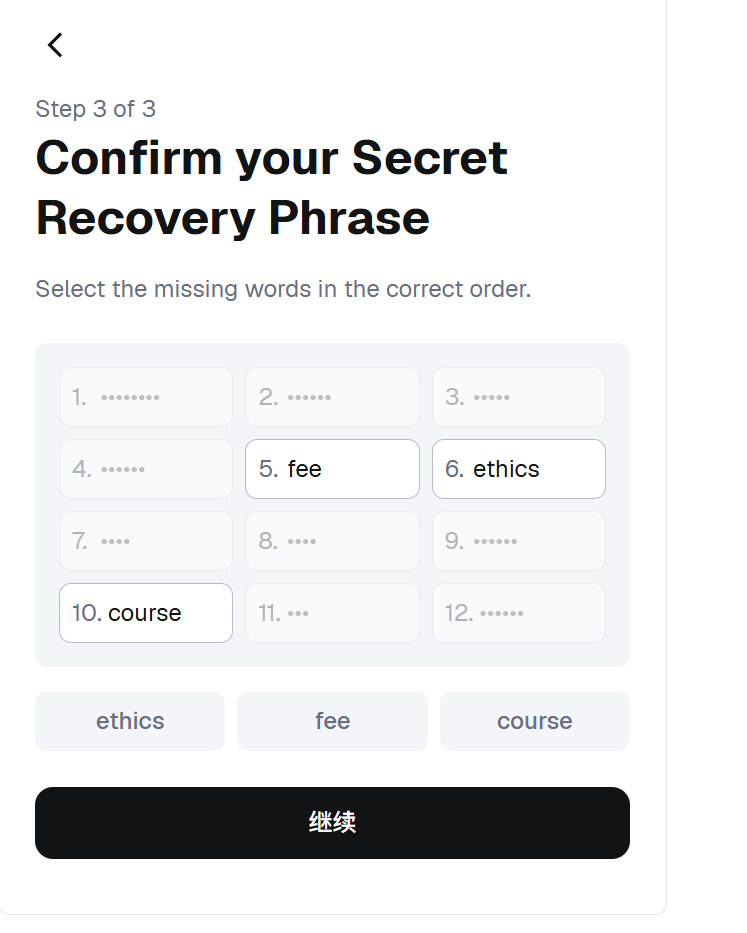 Step 3 of 3
Confirm your Secret
Recovery Phrase
Select the missing words in the correct order.
1. •••••••• 2. •••••• 3. •••••
4. •••••• 5. fee 6. ethics
7. •••• 8. •••• 9. ••••••
10. course 11. ••• 12. ••••••
ethics fee course
继续